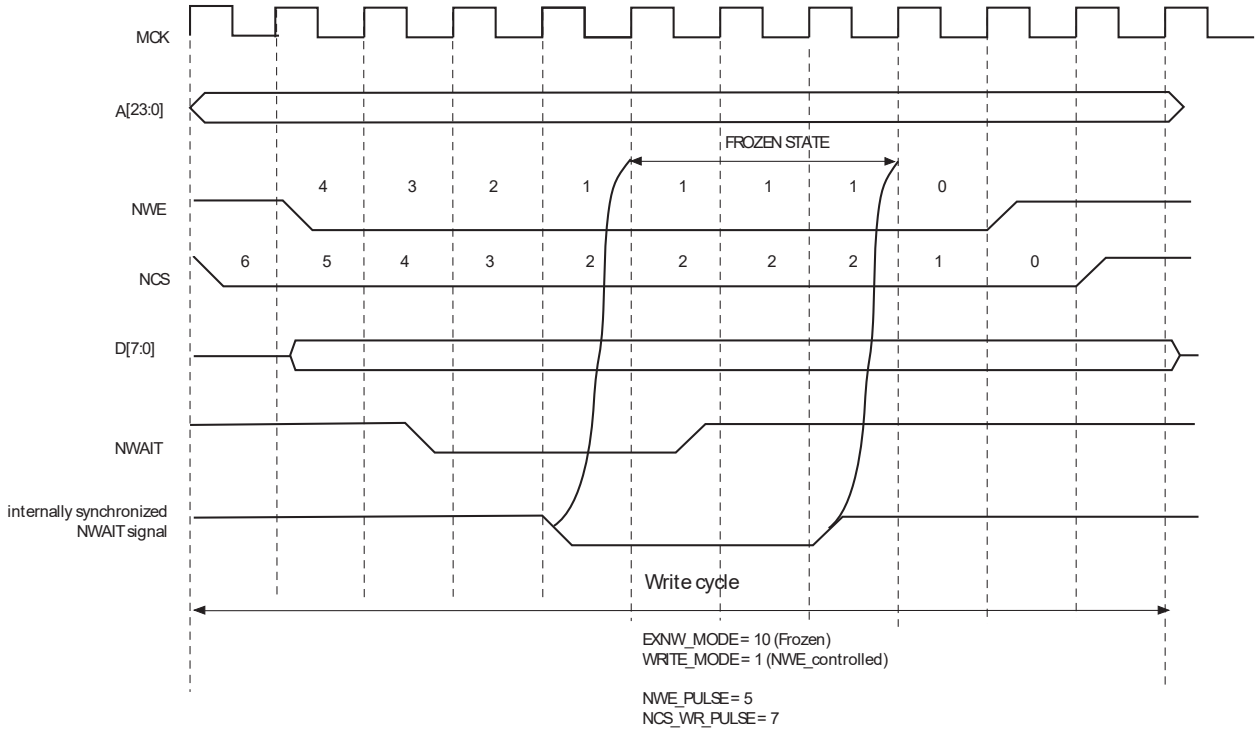 MCK
A[23:0]
FROZEN STATE
4 3 2 1 1 1 1 0
NWE
6 5 4 3 2 2 2 2 1 0
NCS
D[7:0]
NWAIT
internally synchronized
NWAIT signal
Write cycle
EXNW_MODE = 10 (Frozen)
WRITE_MODE = 1 (NWE_controlled)
NWE_PULSE = 5
NCS_WR_PULSE = 7